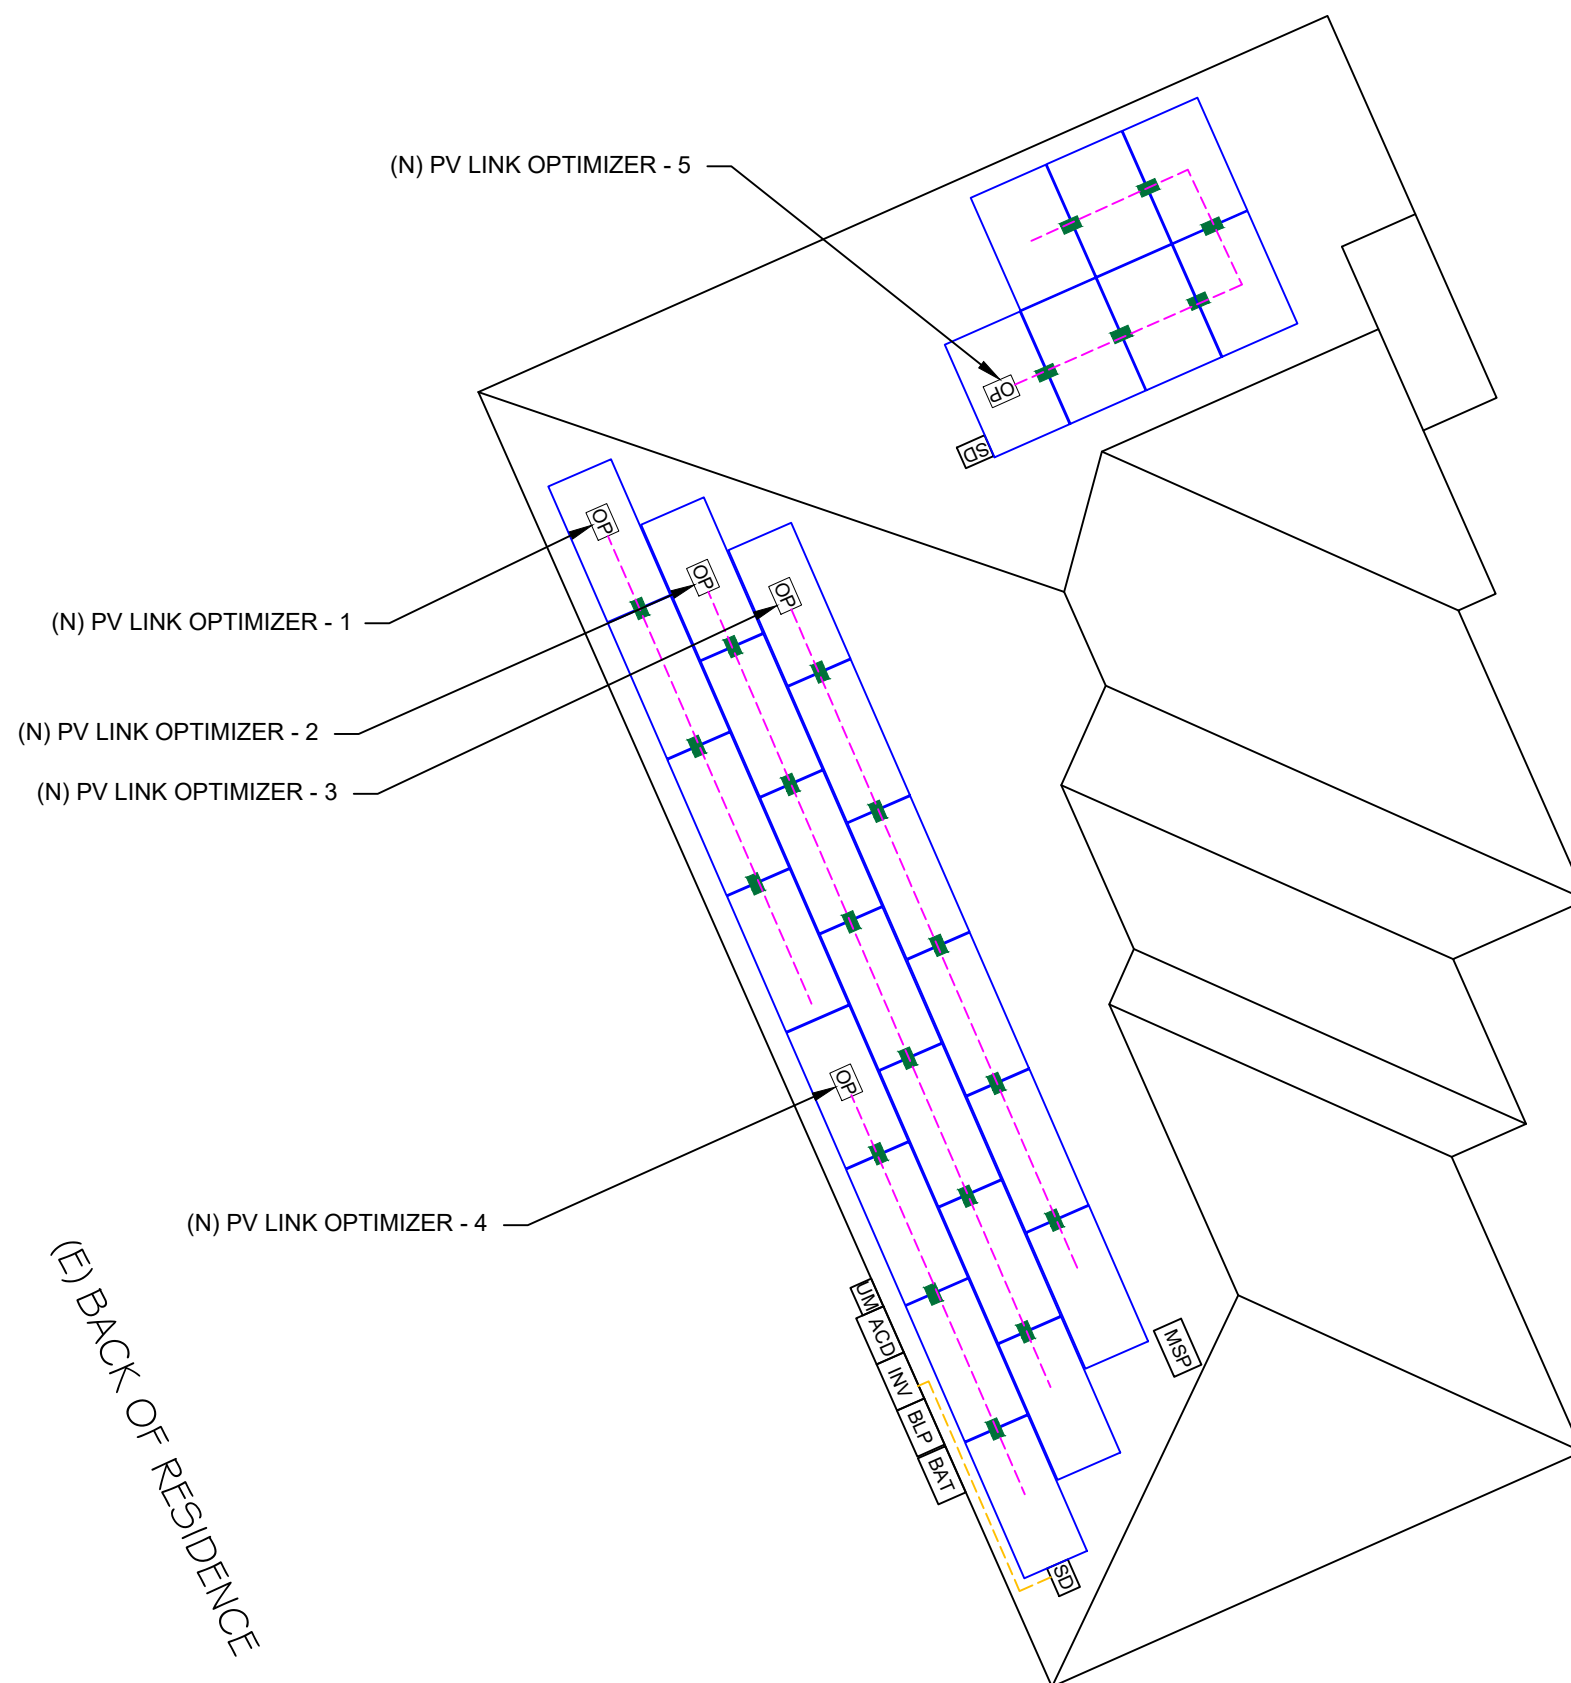 (N) PV LINK OPTIMIZER - 5
OP
SD
OP
OP
OP
(N) PV LINK OPTIMIZER - 1
(N) PV LINK OPTIMIZER - 2
(N) PV LINK OPTIMIZER - 3
OP
(N) PV LINK OPTIMIZER - 4
(E) BACK OF RESIDENCE
UM
ACD
INV
BLP
BAT
MSP
SD